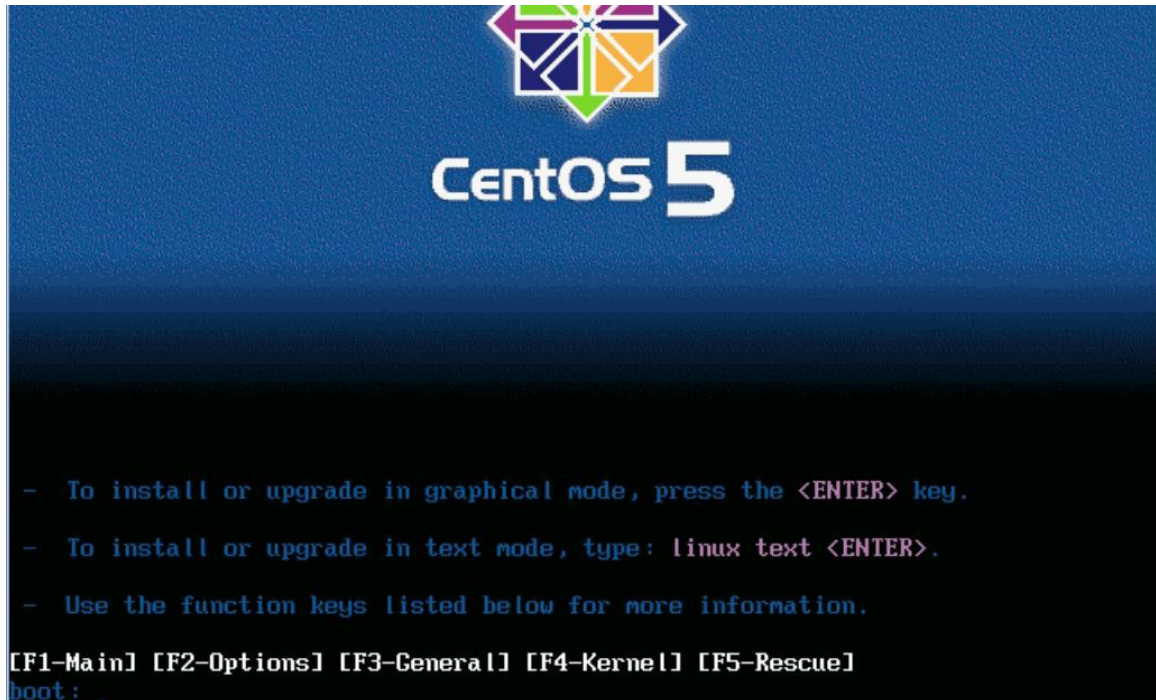 CentOS 5
- To install or upgrade in graphical mode, press the <ENTER> key.
- To install or upgrade in text mode, type: linux text <ENTER>.
- Use the function keys listed below for more information.
[F1-Main] [F2-Options] [F3-General] [F4-Kernel] [F5-Rescue]
boot: